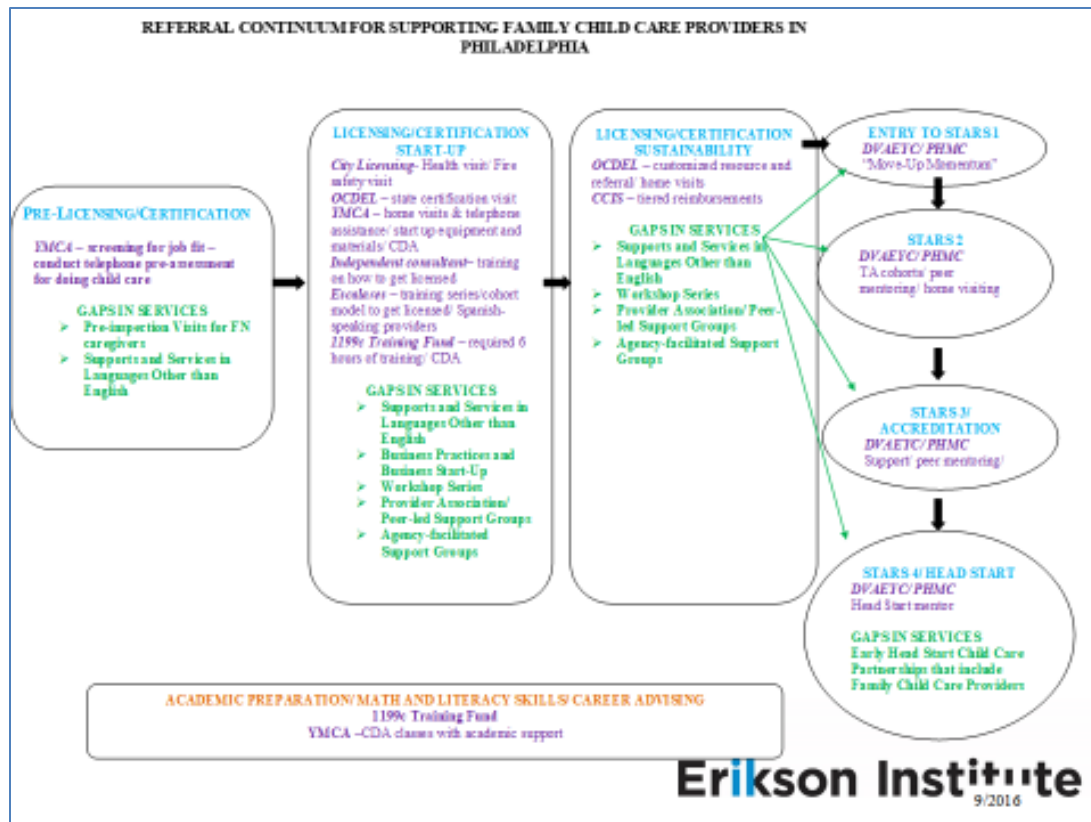 REFERRAL CONTINUUM FOR SUPPORTING FAMILY CHILD CARE PROVIDERS IN
PHILADELPHIA
PRE-LICENSING/CERTIFICATION
YMCA – screening for job fit –
conduct telephone pre-assessment
for doing child care
GAPS IN SERVICES
➢ Pre-inspection Visits for FN
caregivers
➢ Supports and Services in
Languages Other than
English
LICENSING/CERTIFICATION
START-UP
City Licensing- Health visit/ Fire
safety visit
OCDEL – state certification visit
YMCA – home visits & telephone
assistance/ start up equipment and
materials/ CDA
Independent consultant– training
on how to get licensed
– training series/cohort
model to get licensed/ Spanish-
speaking providers
1199c Training Fund – required 6
hours of training/ CDA
GAPS IN SERVICES
➢ Supports and Services in
Languages Other than
English
➢ Business Practices and
Business Start-Up
➢ Workshop Series
➢ Provider Association/
Peer-led Support Groups
➢ Agency-facilitated
Support Groups
LICENSING/CERTIFICATION
SUSTAINABILITY
OCDEL – customized resource and
referral/ home visits
CCIS – tiered reimbursements
GAPS IN SERVICES
➢ Supports and Services in
Languages Other than
English
➢ Workshop Series
➢ Provider Association/ Peer-
led Support Groups
➢ Agency-facilitated Support
Groups
ENTRY TO STARS 1
DVAEYC/ PHMC
"Move-Up Momentum"
STARS 2
DVAEYC/ PHMC
TA cohorts/ peer
mentoring/ home visiting
STARS 3/
ACCREDITATION
DVAEYC/ PHMC
Support/ peer mentoring/
STARS 4/ HEAD START
DVAEYC/ PHMC
Head Start mentor
GAPS IN SERVICES
Early Head Start Child Care
Partnerships that include
Family Child Care Providers
ACADEMIC PREPARATION/ MATH AND LITERACY SKILLS/ CAREER ADVISING
1199c Training Fund
YMCA –CDA classes with academic support
Erikson Institute
9/2016